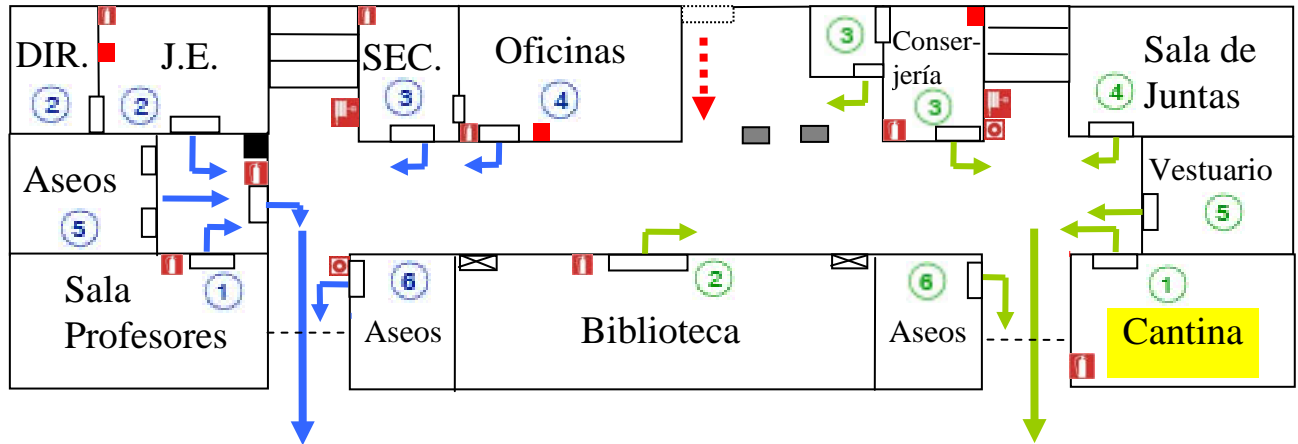 DIR.
2
J.E.
2
SEC.
3
Oficinas
4
3
Conser-
jería
3
Sala de
Juntas
4
Aseos
5
Vestuario
5
Sala
Profesores
1
6
Aseos
2
Biblioteca
6
Aseos
1
Cantina